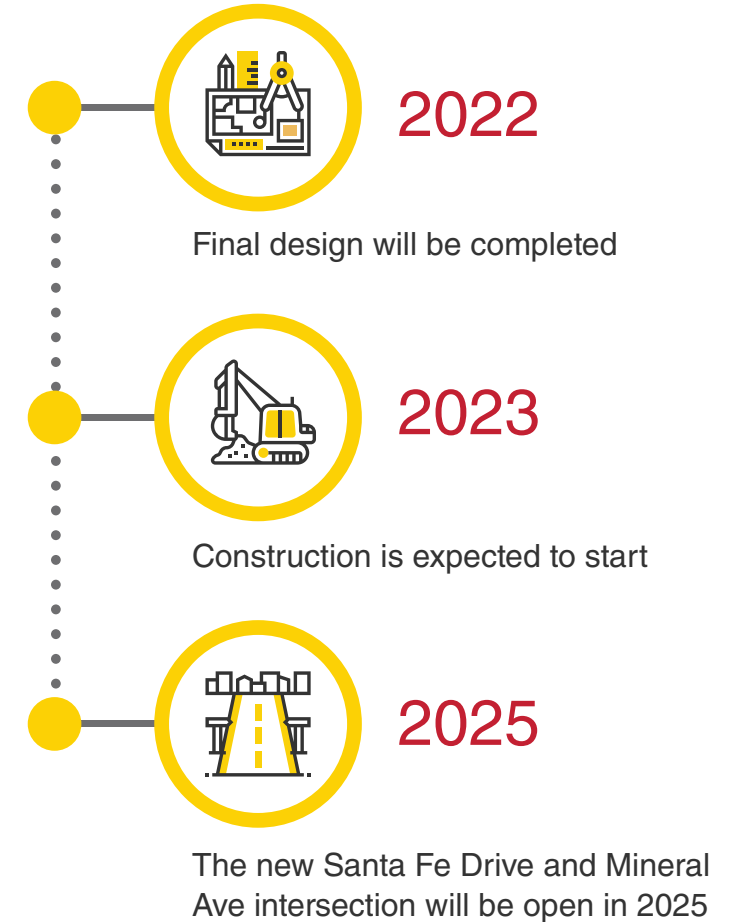 2022
Final design will be completed
2023
Construction is expected to start
2025
The new Santa Fe Drive and Mineral
Ave intersection will be open in 2025